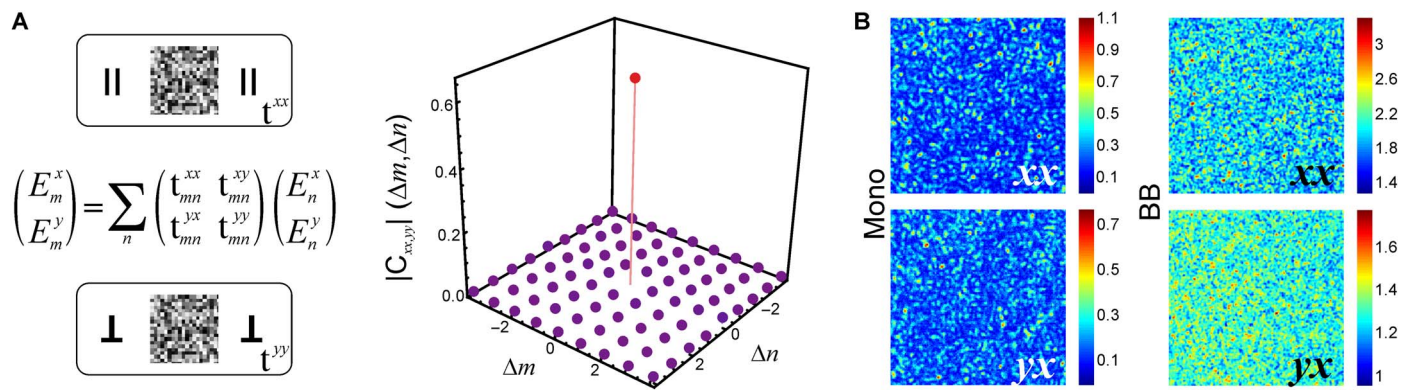 A
|| ||
t^xx
(E_m^x E_m^y) = ∑_n (t_mn^xx t_mn^xy t_mn^yx t_mn^yy) (E_n^x E_n^y)
⊥ ⊥
t^yy
|C_xx,yy| (Δm,Δn)
0.6
0.4
0.2
0.0
−2
0
2
Δm
−2
0
2
Δn
B
Mono
xx
1.1
0.9
0.7
0.5
0.3
0.1
yx
0.7
0.5
0.3
0.1
BB
xx
3
2.6
2.2
1.8
1.4
yx
1.6
1.4
1.2
1